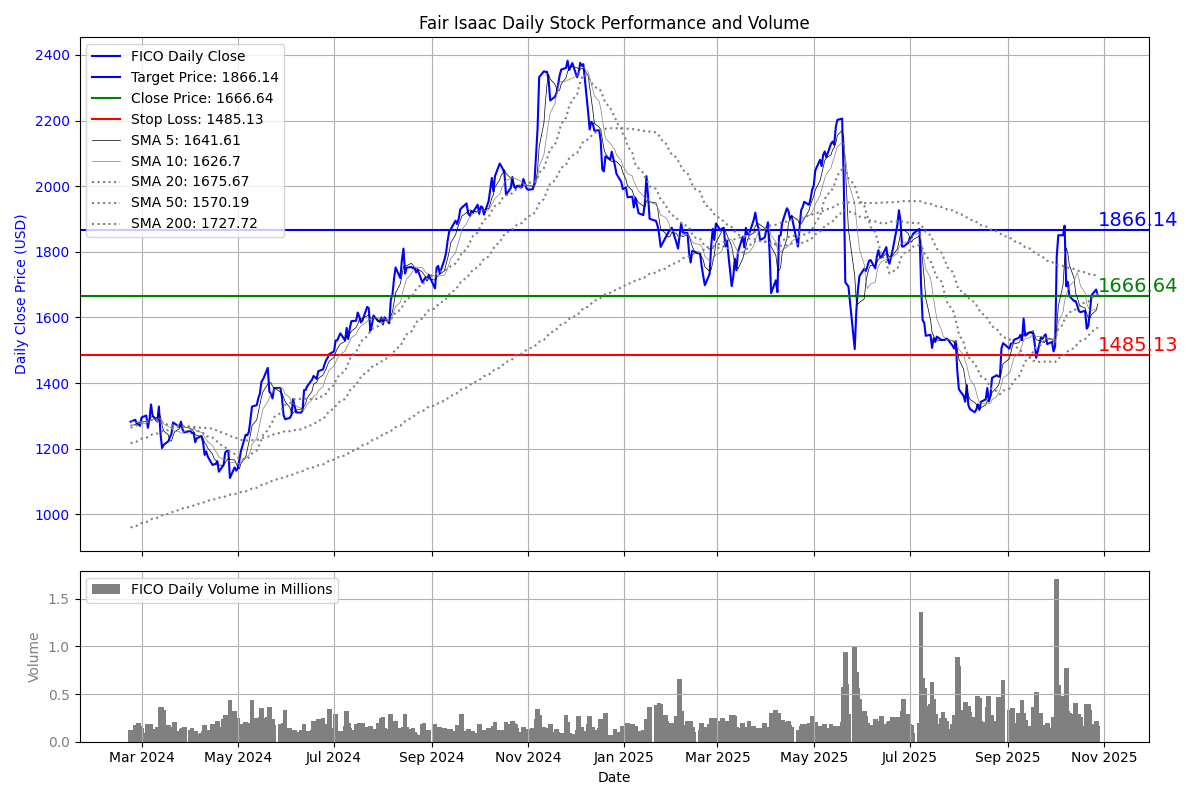 Fair Isaac Daily Stock Performance and Volume
2400
2200
2000
1800
1600
1400
1200
1000
Daily Close Price (USD)
FICO Daily Close
Target Price: 1866.14
Close Price: 1666.64
Stop Loss: 1485.13
SMA 5: 1641.61
SMA 10: 1626.7
SMA 20: 1675.67
SMA 50: 1570.19
SMA 200: 1727.72
1866.14
1666.64
1485.13
FICO Daily Volume in Millions
1.5
1.0
0.5
0.0
Volume
Mar 2024
May 2024
Jul 2024
Sep 2024
Nov 2024
Jan 2025
Mar 2025
May 2025
Jul 2025
Sep 2025
Nov 2025
Date